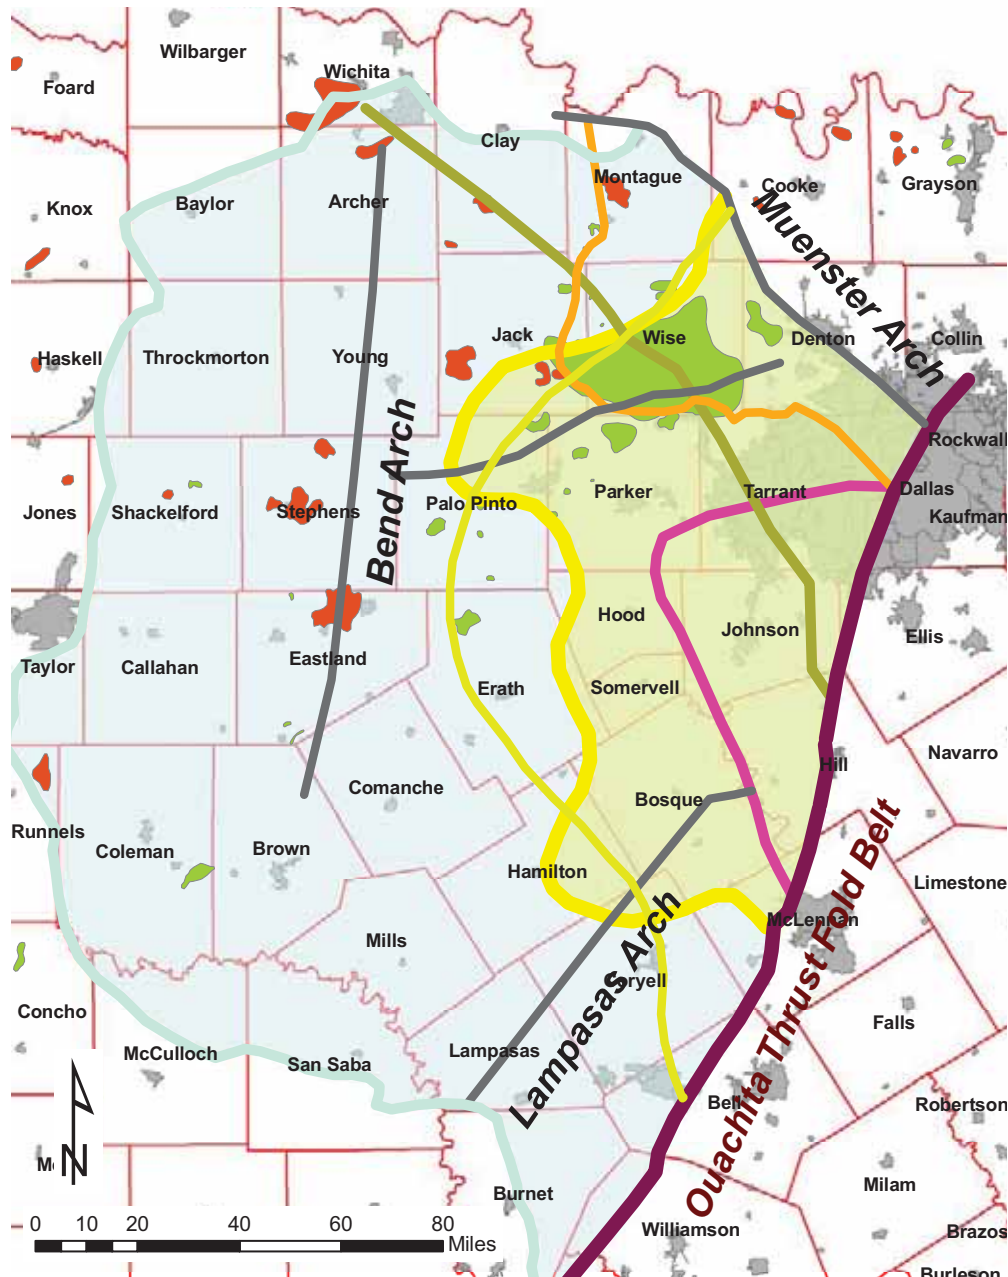 Wilbarger
Wichita
Foard
Clay
Montague
Cooke
Grayson
Knox
Baylor
Archer
Muenster Arch
Haskell
Throckmorton
Young
Jack
Wise
Denton
Collin
Bend Arch
Rockwall
Jones
Shackelford
Stephens
Palo Pinto
Parker
Tarrant
Dallas
Kaufman
Hood
Johnson
Ellis
Taylor
Callahan
Eastland
Erath
Somervell
Navarro
Hill
Comanche
Bosque
Runnels
Coleman
Brown
Hamilton
Limestone
McLennan
Ouachita Thrust Fold Belt
Mills
Lampasas Arch
oryell
Concho
Falls
McCulloch
San Saba
Lampasas
Bell
Robertson
N
Milam
Burnet
Williamson
Brazos
0 10 20 40 60 80
Miles
Burleson